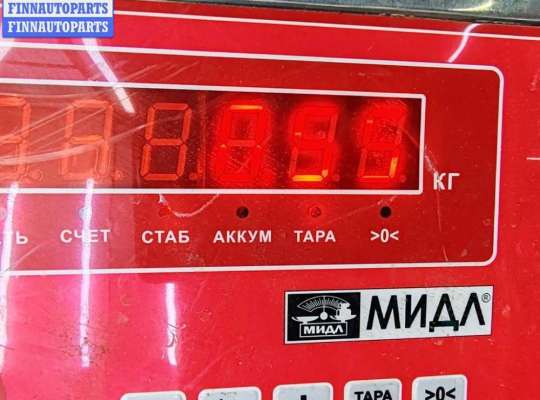 FINNAUTOPARTS
FINNAUTOPARTS
КГ
СЧЕТ СТАБ АККУМ ТАРА >0<
МИДЛ МИДЛ®
ТАРА >0<